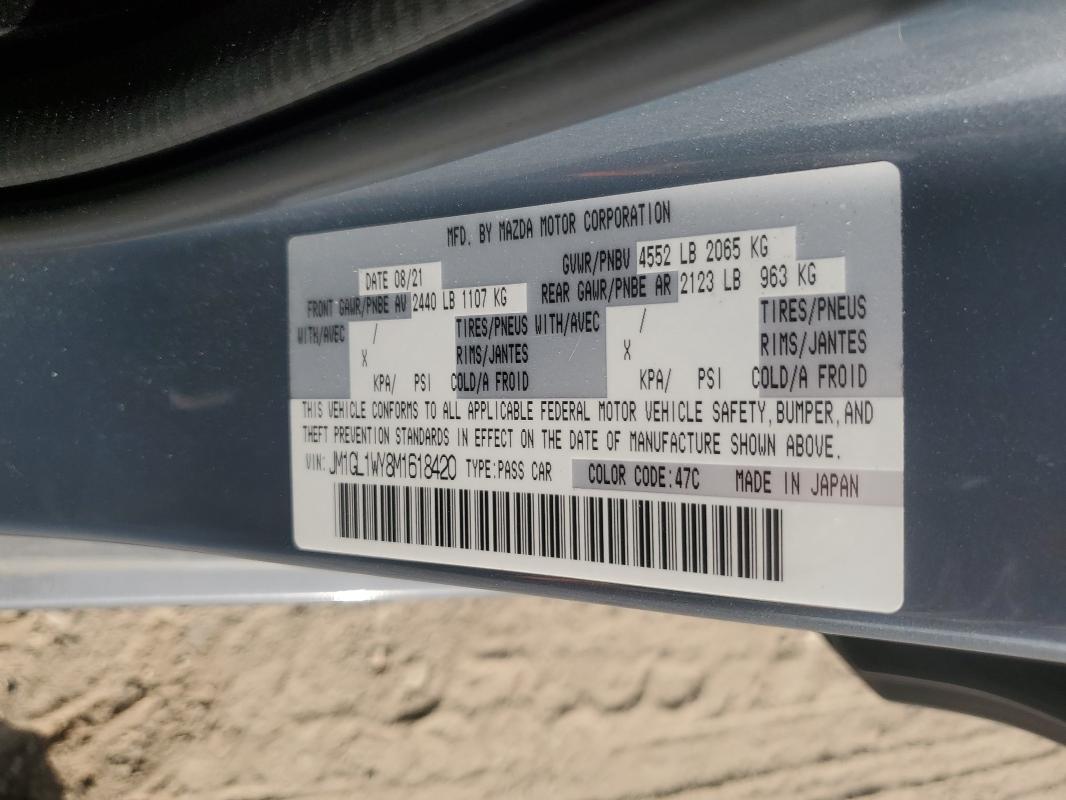 MFD. BY MAZDA MOTOR CORPORATION
DATE 08/21 GVWR/PNBV 4552 LB 2065 KG
FRONT GAWR/PNBE AV 2440 LB 1107 KG REAR GAWR/PNBE AR 2123 LB 963 KG
WITH/AVEC / TIRES/PNEUS WITH/AVEC / TIRES/PNEUS
X RIMS/JANTES X RIMS/JANTES
KPA/ PSI COLD/A FROID KPA/ PSI COLD/A FROID
THIS VEHICLE CONFORMS TO ALL APPLICABLE FEDERAL MOTOR VEHICLE SAFETY, BUMPER, AND
THEFT PREVENTION STANDARDS IN EFFECT ON THE DATE OF MANUFACTURE SHOWN ABOVE.
VIN: JM1GL1WY8M1618420 TYPE:PASS CAR COLOR CODE:47C MADE IN JAPAN